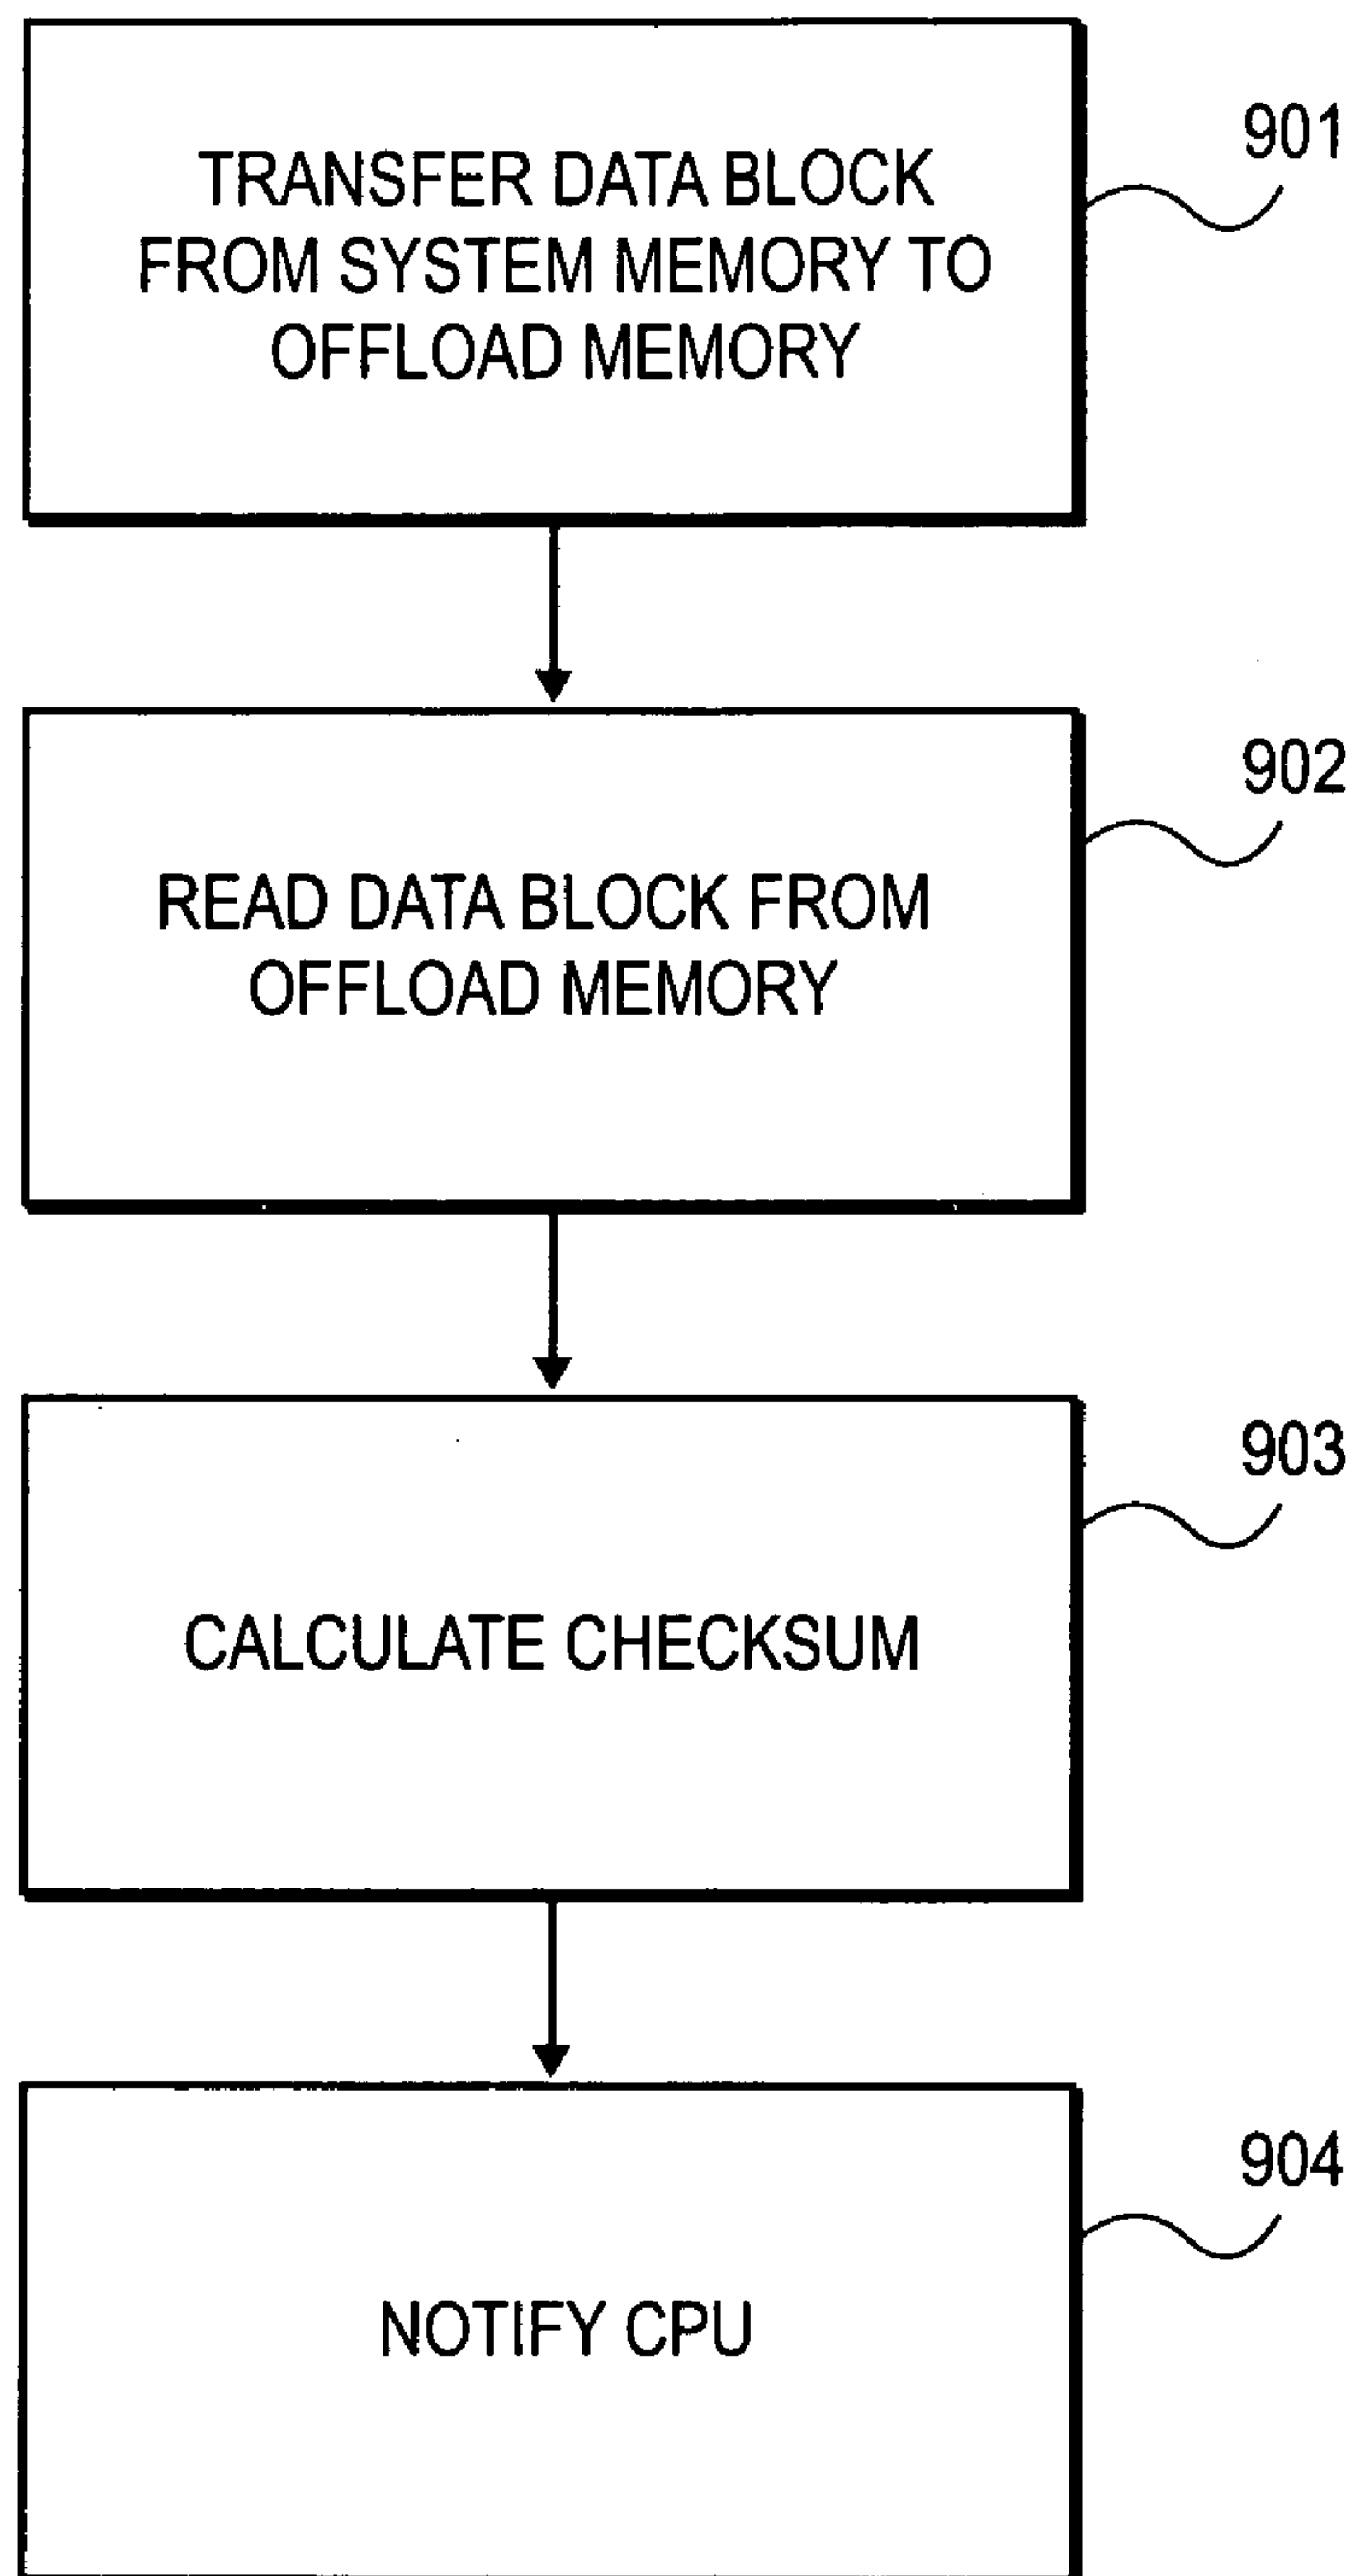 901
TRANSFER DATA BLOCK
FROM SYSTEM MEMORY TO
OFFLOAD MEMORY
902
READ DATA BLOCK FROM
OFFLOAD MEMORY
903
CALCULATE CHECKSUM
904
NOTIFY CPU